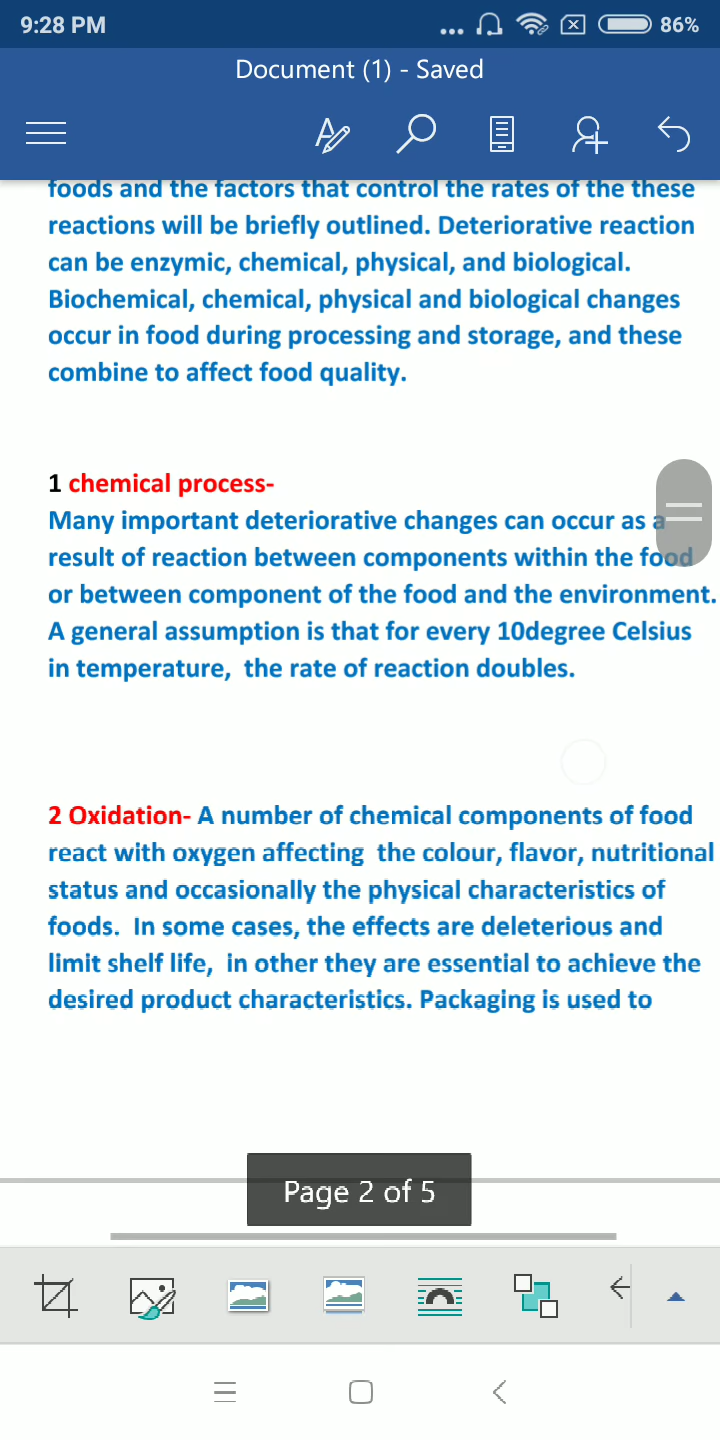 9:28 PM
86%
Document (1) - Saved
foods and the factors that control the rates of the these
reactions will be briefly outlined. Deteriorative reaction
can be enzymic, chemical, physical, and biological.
Biochemical, chemical, physical and biological changes
occur in food during processing and storage, and these
combine to affect food quality.
1 chemical process-
Many important deteriorative changes can occur as a
result of reaction between components within the food
or between component of the food and the environment.
A general assumption is that for every 10degree Celsius
in temperature,  the rate of reaction doubles.
2 Oxidation- A number of chemical components of food
react with oxygen affecting  the colour, flavor, nutritional
status and occasionally the physical characteristics of
foods.  In some cases, the effects are deleterious and
limit shelf life,  in other they are essential to achieve the
desired product characteristics. Packaging is used to
Page 2 of 5